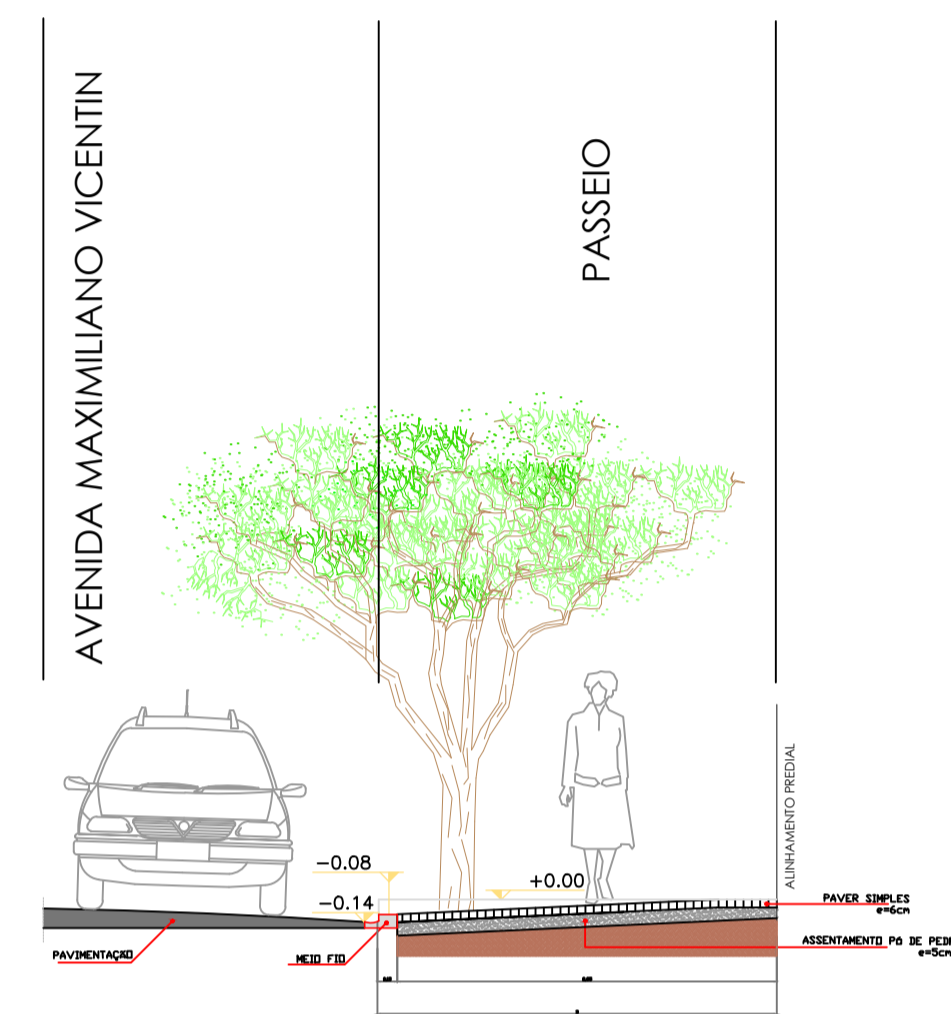 AVENIDA MAXIMILIANO VICENTIN
PASSEIO
ALINHAMENTO PREDIAL
-0.08
+0.00
-0.14
PAVER SIMPLES
e=6cm
PAVIMENTAÇÃO
MEIO FIO
ASSENTAMENTO PÓ DE PED
e=5cm